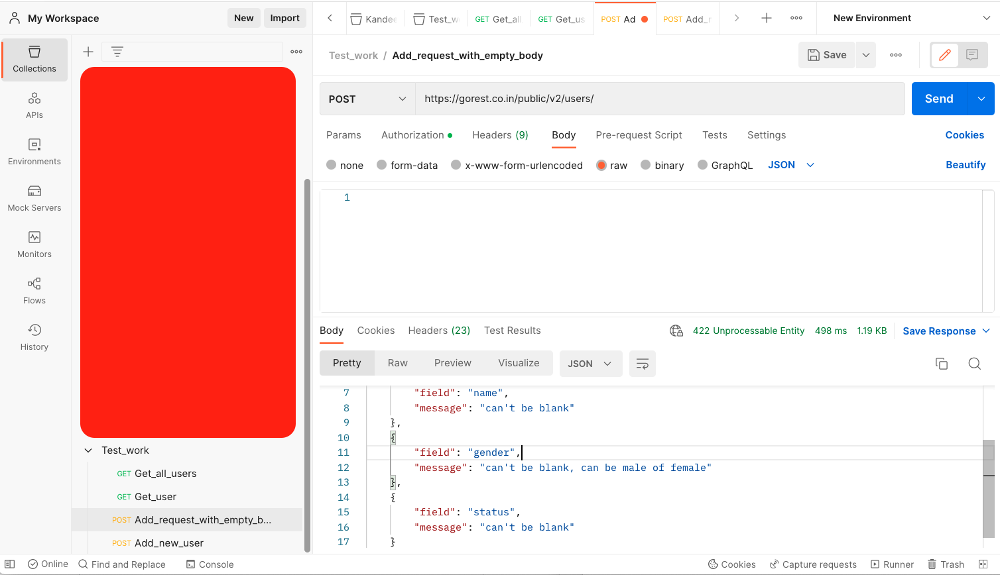 My Workspace
New
Import
Kandee
Test_w
GET Get_all
GET Get_us
POST Ad
POST Add_r
New Environment
Collections
APIs
Environments
Mock Servers
Monitors
Flows
History
Test_work
GET Get_all_users
GET Get_user
POST Add_request_with_empty_b...
POST Add_new_user
Test_work / Add_request_with_empty_body
Save
POST
https://gorest.co.in/public/v2/users/
Send
Params Authorization Headers (9) Body Pre-request Script Tests Settings Cookies
none form-data x-www-form-urlencoded raw binary GraphQL JSON Beautify
1
Body Cookies Headers (23) Test Results 422 Unprocessable Entity 498 ms 1.19 KB Save Response
Pretty Raw Preview Visualize JSON
7 "field": "name",
8 "message": "can't be blank"
9 },
10 {
11 "field": "gender",
12 "message": "can't be blank, can be male of female"
13 },
14 {
15 "field": "status",
16 "message": "can't be blank"
17 }
Online Find and Replace Console Cookies Capture requests Runner Trash